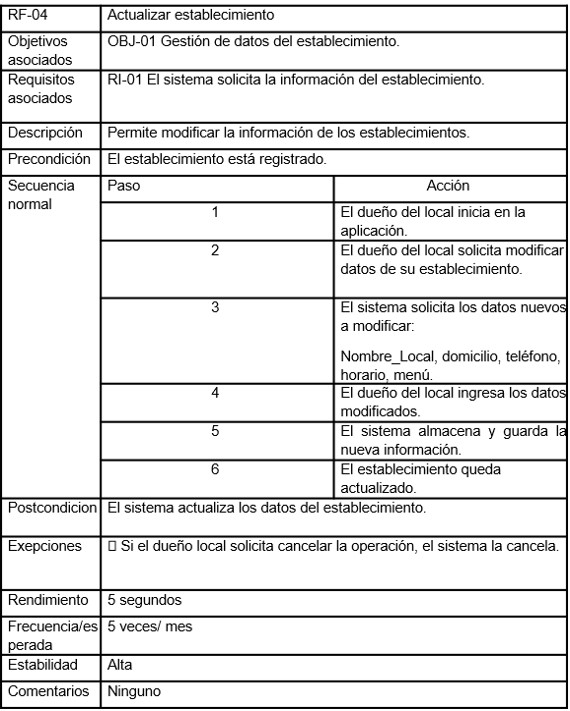 RF-04 Actualizar establecimiento
Objetivos OBJ-01 Gestión de datos del establecimiento.
asociados
Requisitos RI-01 El sistema solicita la información del establecimiento.
asociados
Descripción Permite modificar la información de los establecimientos.
Precondición El establecimiento está registrado.
Secuencia Paso Acción
normal
1 El dueño del local inicia en la
aplicación.
2 El dueño del local solicita modificar
datos de su establecimiento.
3 El sistema solicita los datos nuevos
a modificar:
Nombre_Local, domicilio, teléfono,
horario, menú.
4 El dueño del local ingresa los datos
modificados.
5 El sistema almacena y guarda la
nueva información.
6 El establecimiento queda
actualizado.
Postcondicion El sistema actualiza los datos del establecimiento.
Exepciones  Si el dueño local solicita cancelar la operación, el sistema la cancela.
Rendimiento 5 segundos
Frecuencia/es 5 veces/ mes
perada
Estabilidad Alta
Comentarios Ninguno